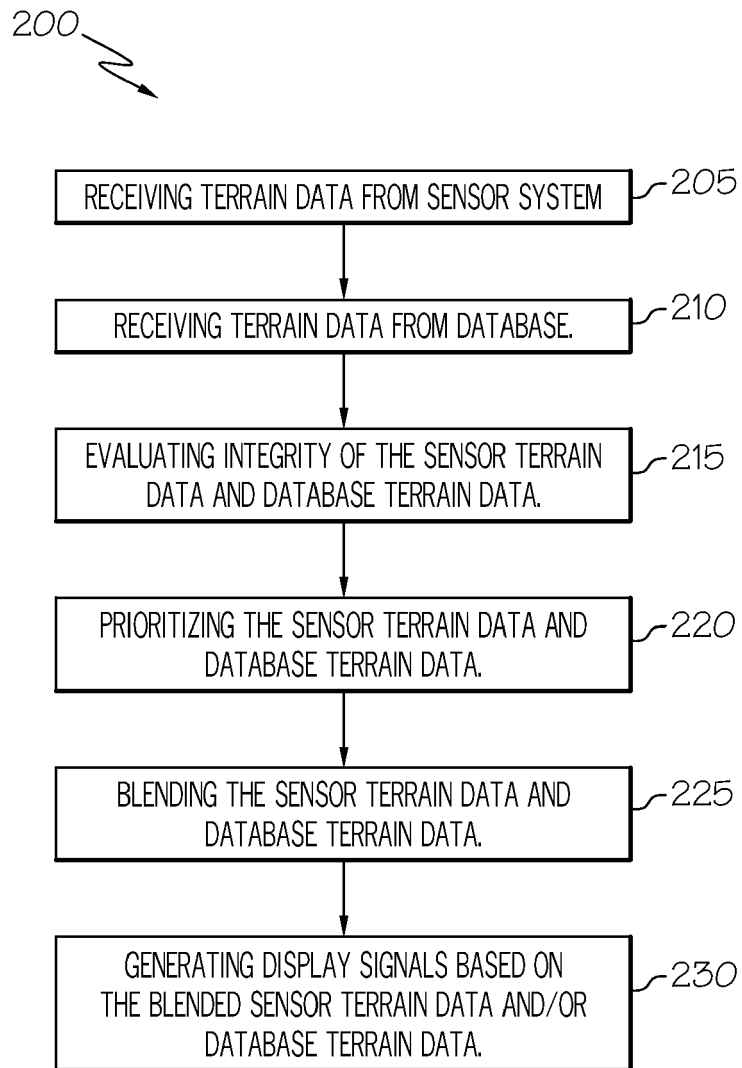 200
RECEIVING TERRAIN DATA FROM SENSOR SYSTEM
205
RECEIVING TERRAIN DATA FROM DATABASE.
210
EVALUATING INTEGRITY OF THE SENSOR TERRAIN
DATA AND DATABASE TERRAIN DATA.
215
PRIORITIZING THE SENSOR TERRAIN DATA AND
DATABASE TERRAIN DATA.
220
BLENDING THE SENSOR TERRAIN DATA AND
DATABASE TERRAIN DATA.
225
GENERATING DISPLAY SIGNALS BASED ON
THE BLENDED SENSOR TERRAIN DATA AND/OR
DATABASE TERRAIN DATA.
230